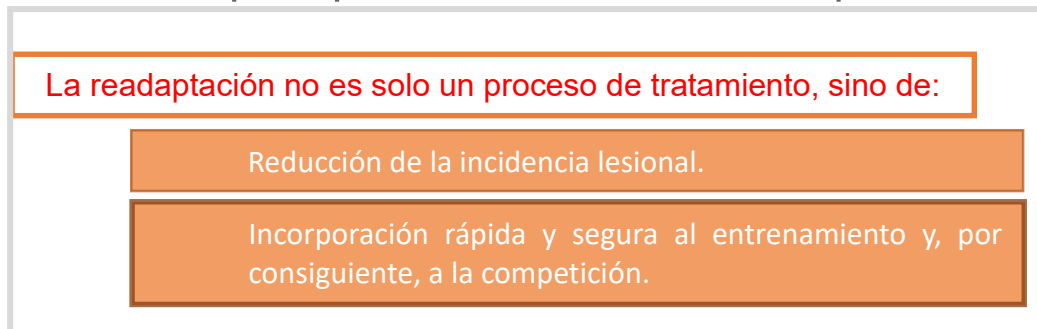 La readaptación no es solo un proceso de tratamiento, sino de:
Reducción de la incidencia lesional.
Incorporación rápida y segura al entrenamiento y, por
consiguiente, a la competición.